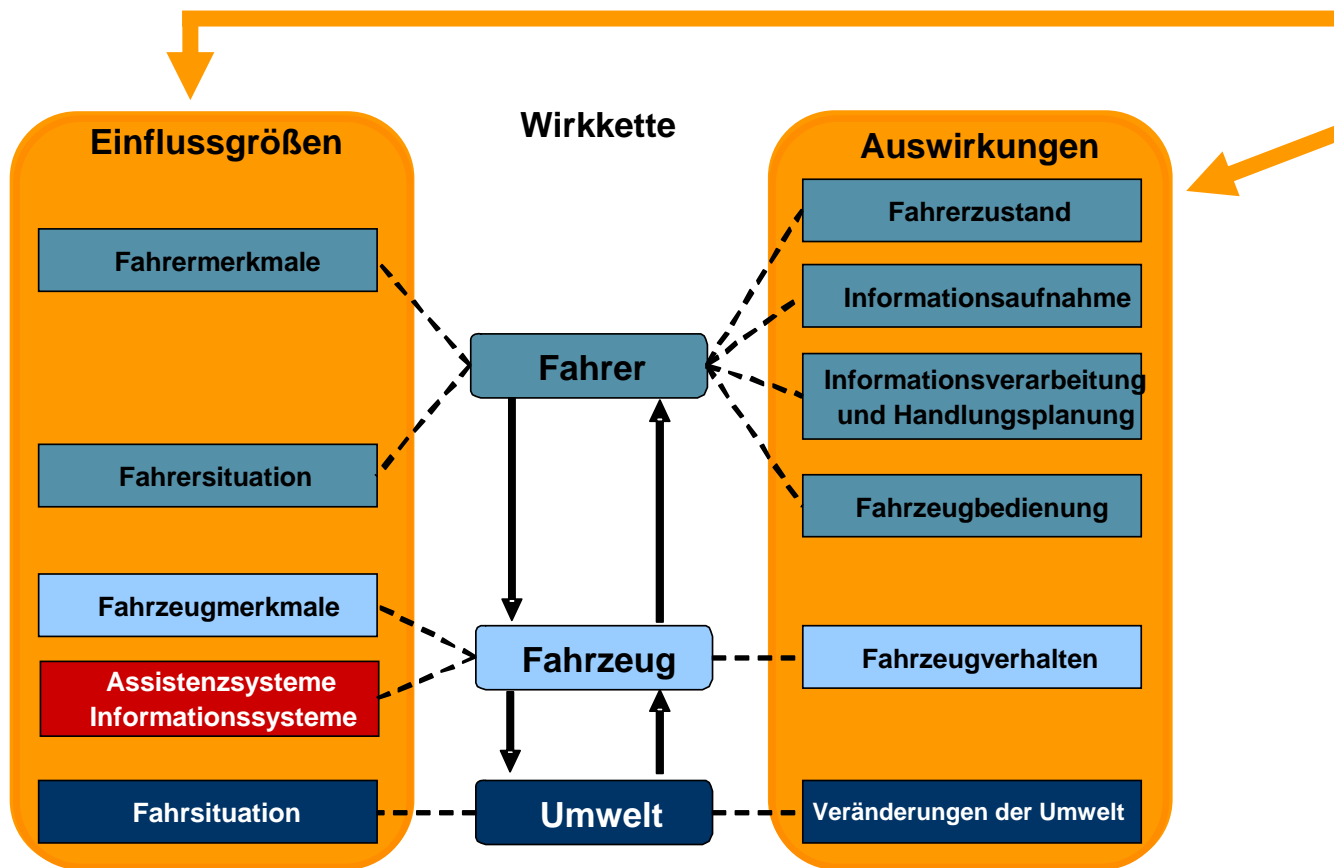 Einflussgrößen
Fahrermerkmale
Fahrersituation
Fahrzeugmerkmale
Assistenzsysteme
Informationssysteme
Fahrsituation
Wirkkette
Fahrer
Fahrzeug
Umwelt
Auswirkungen
Fahrerzustand
Informationsaufnahme
Informationsverarbeitung
und Handlungsplanung
Fahrzeugbedienung
Fahrzeugverhalten
Veränderungen der Umwelt